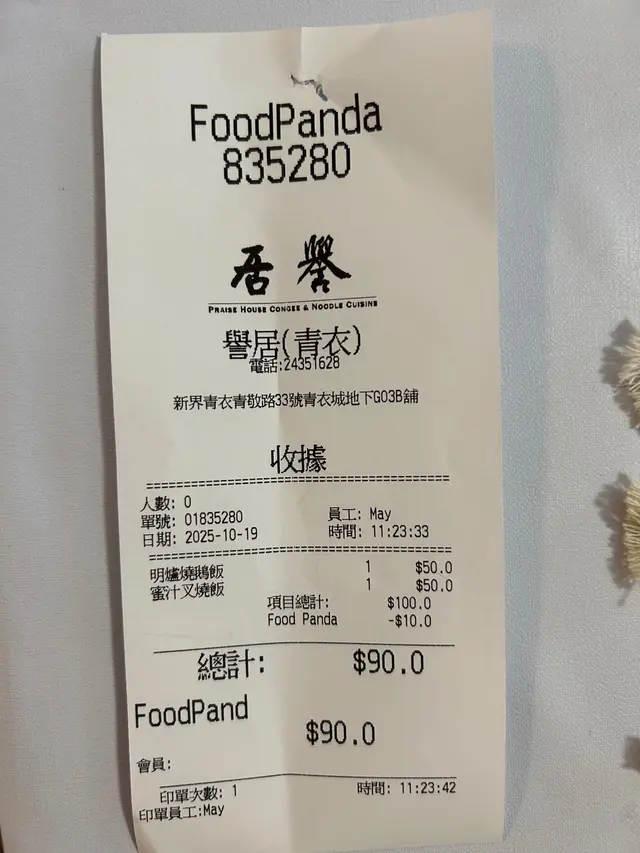 FoodPanda
835280
居 譽
PRAISE HOUSE CONGEE & NOODLE CUISINE
譽居(青衣)
電話:24351628
新界青衣青敬路33號青衣城地下G03B舖
收據
人數: 0
單號: 01835280 員工: May
日期: 2025-10-19 時間: 11:23:33
明爐燒鵝飯 1 $50.0
蜜汁叉燒飯 1 $50.0
項目總計: $100.0
Food Panda -$10.0
總計: $90.0
FoodPand
$90.0
會員:
印單次數: 1 時間: 11:23:42
印單員工:May